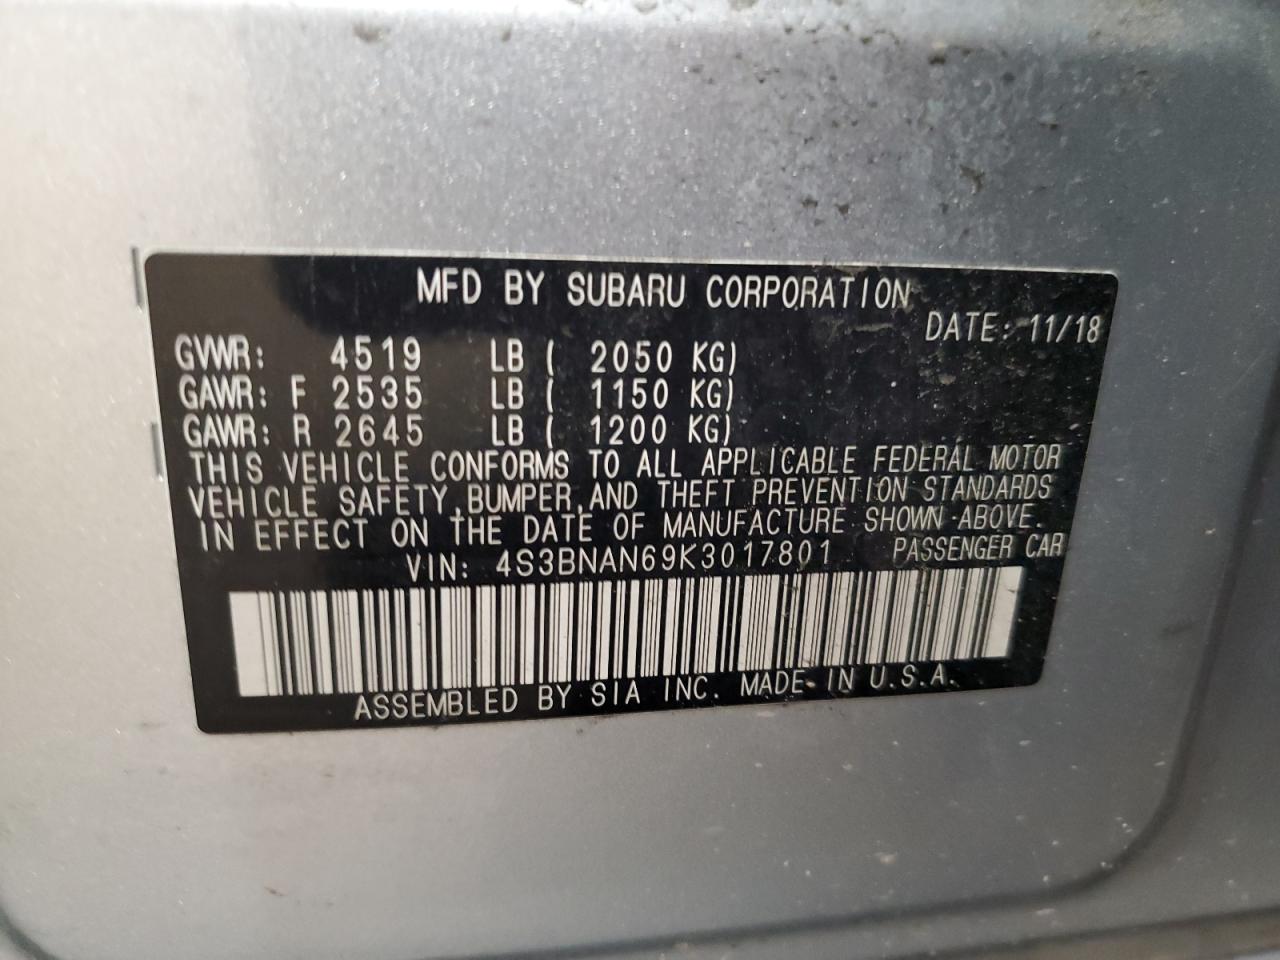 MFD BY SUBARU CORPORATION
DATE: 11/18
GVWR: 4519 LB ( 2050 KG)
GAWR: F 2535 LB ( 1150 KG)
GAWR: R 2645 LB ( 1200 KG)
THIS VEHICLE CONFORMS TO ALL APPLICABLE FEDERAL MOTOR
VEHICLE SAFETY, BUMPER, AND THEFT PREVENTION STANDARDS
IN EFFECT ON THE DATE OF MANUFACTURE SHOWN ABOVE.
VIN: 4S3BNAN69K3017801 PASSENGER CAR
ASSEMBLED BY SIA INC. MADE IN U.S.A.